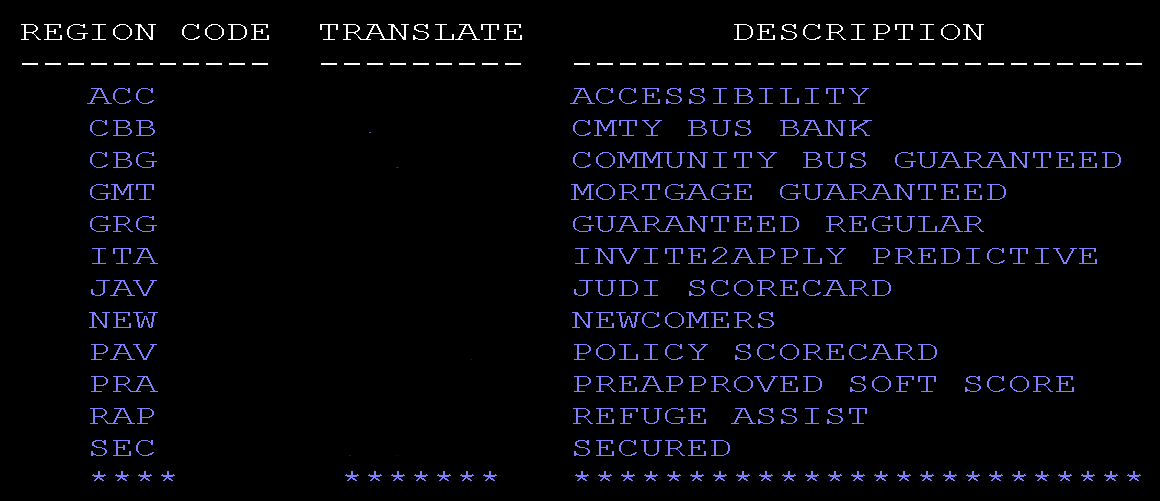 REGION CODE TRANSLATE DESCRIPTION
----------- --------- -------------------------
ACC ACCESSIBILITY
CBB CMTY BUS BANK
CBG COMMUNITY BUS GUARANTEED
GMT MORTGAGE GUARANTEED
GRG GUARANTEED REGULAR
ITA INVITE2APPLY PREDICTIVE
JAV JUDI SCORECARD
NEW NEWCOMERS
PAV POLICY SCORECARD
PRA PREAPPROVED SOFT SCORE
RAP REFUGE ASSIST
SEC SECURED
**** ******* *************************